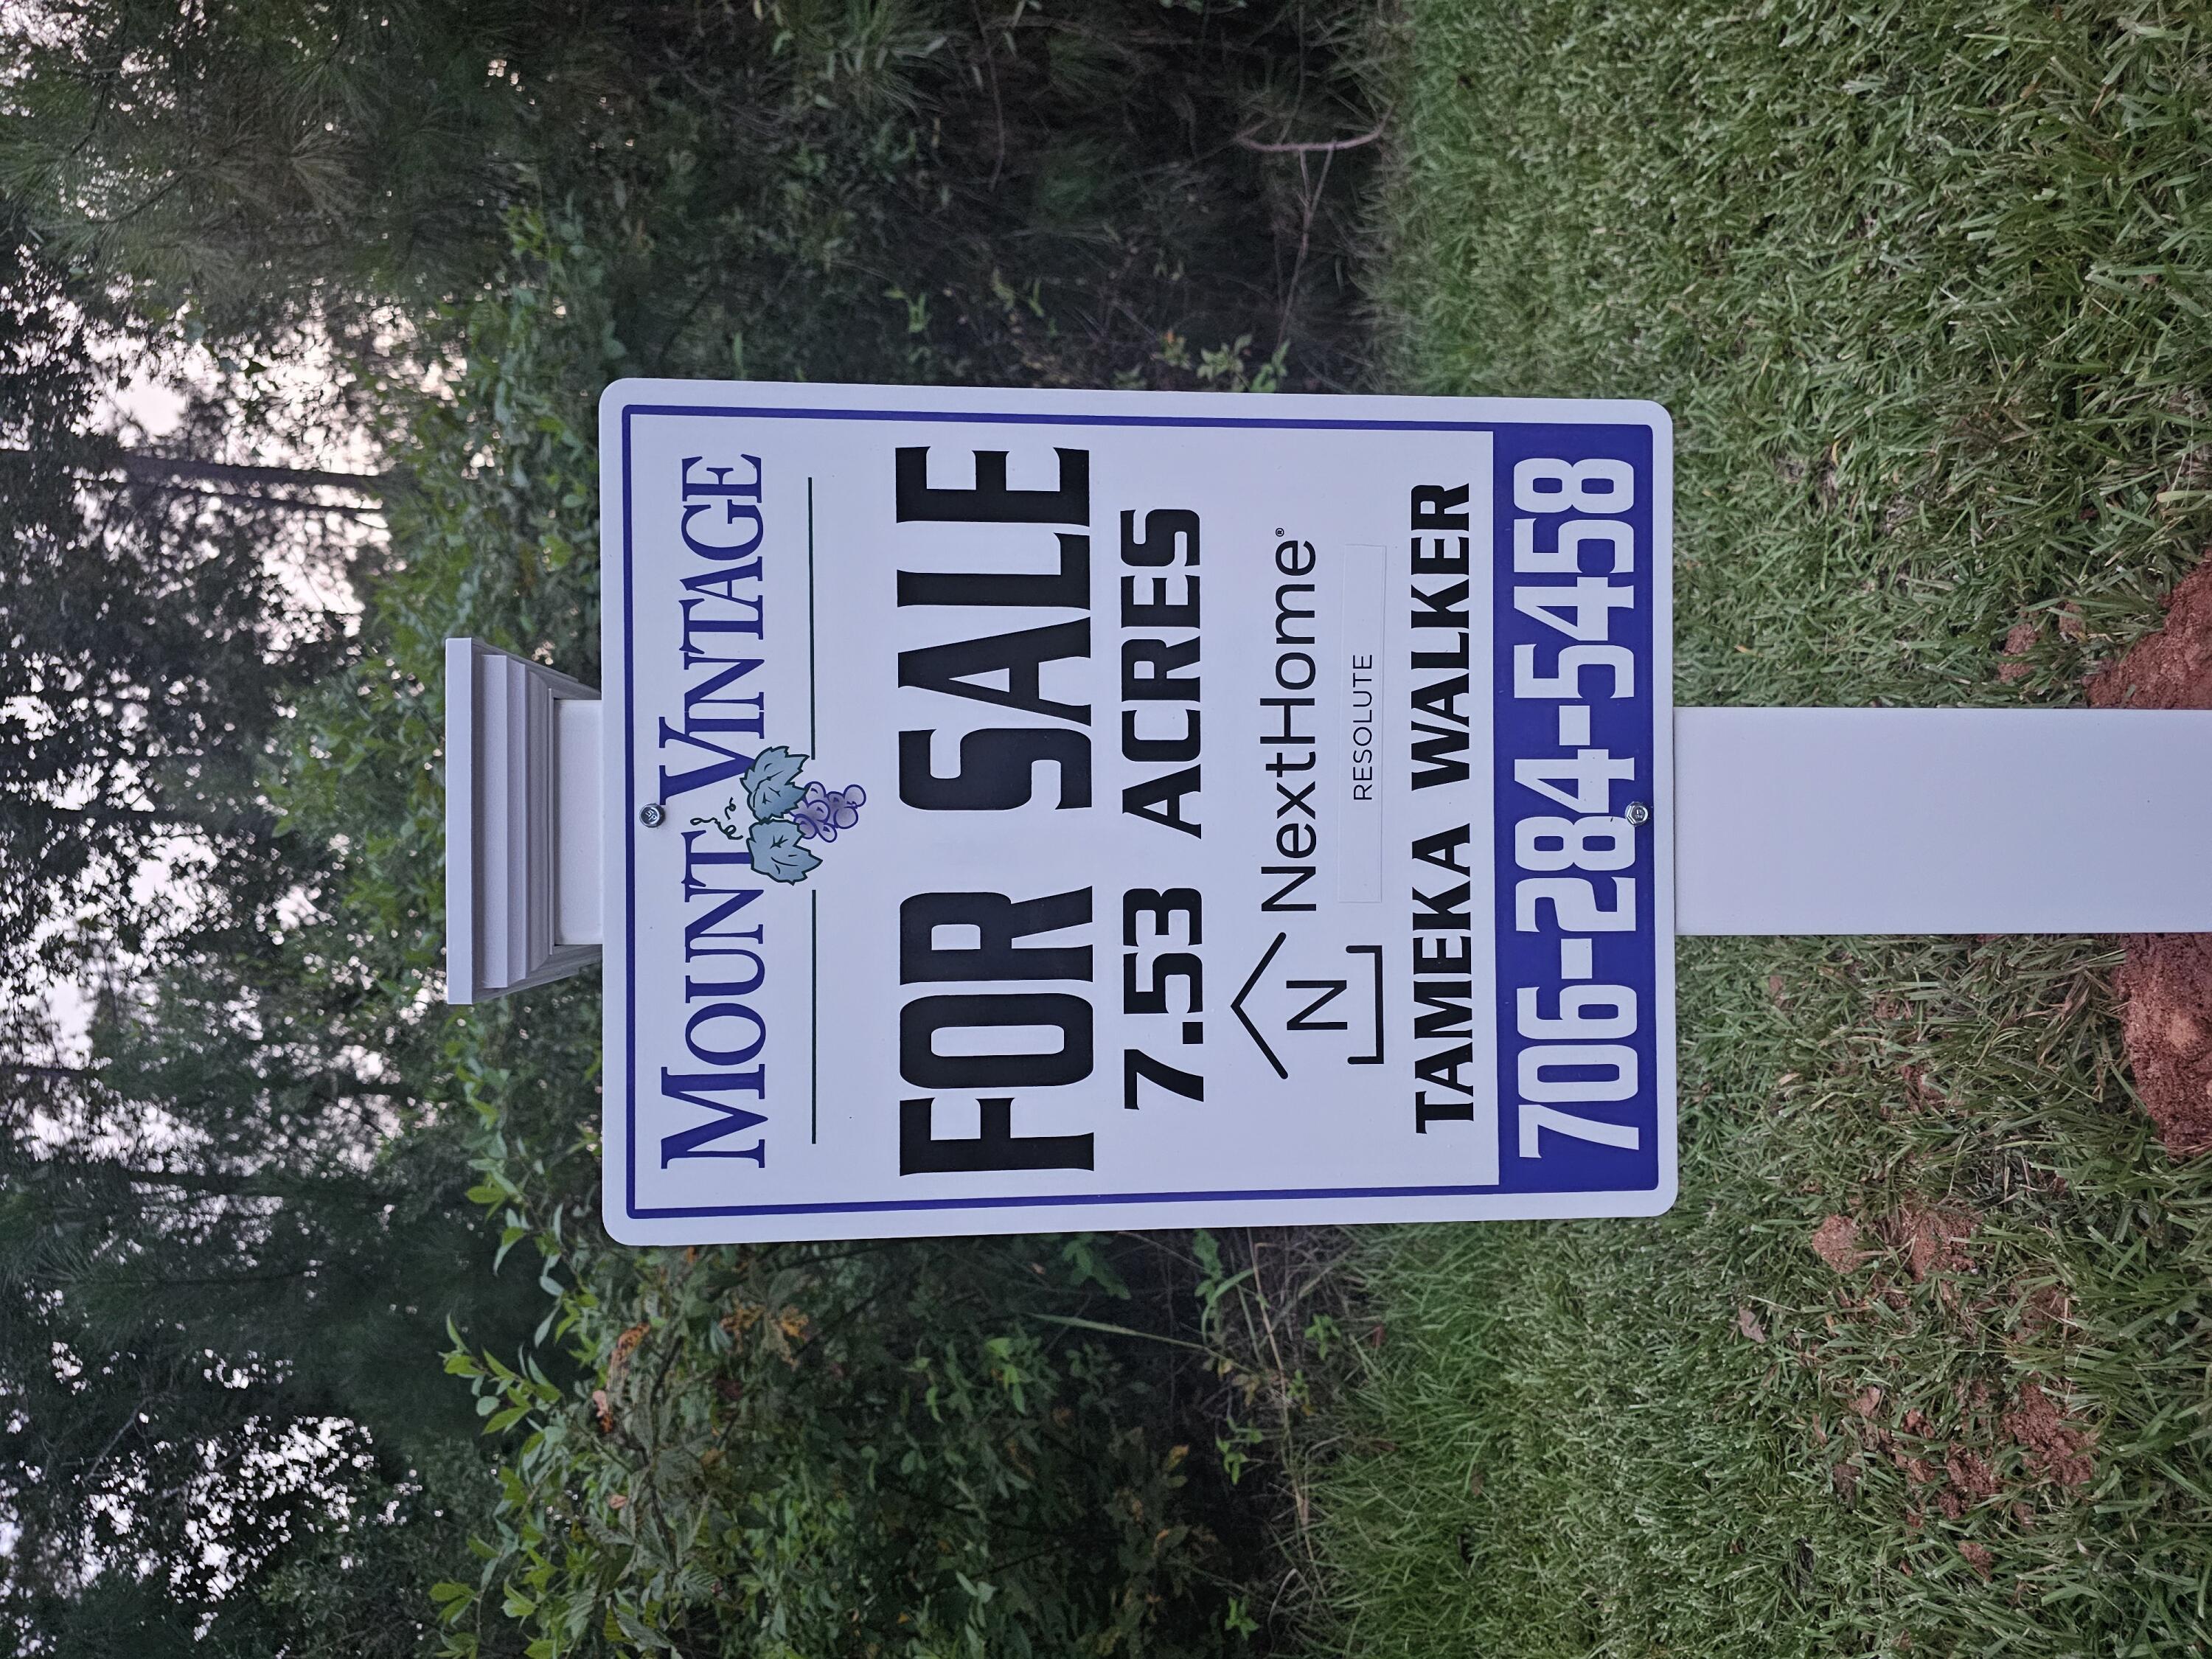 MOUNT VINTAGE
FOR SALE
7.53 ACRES
N
NextHome®
RESOLUTE
TAMEKA WALKER
706-284-5458